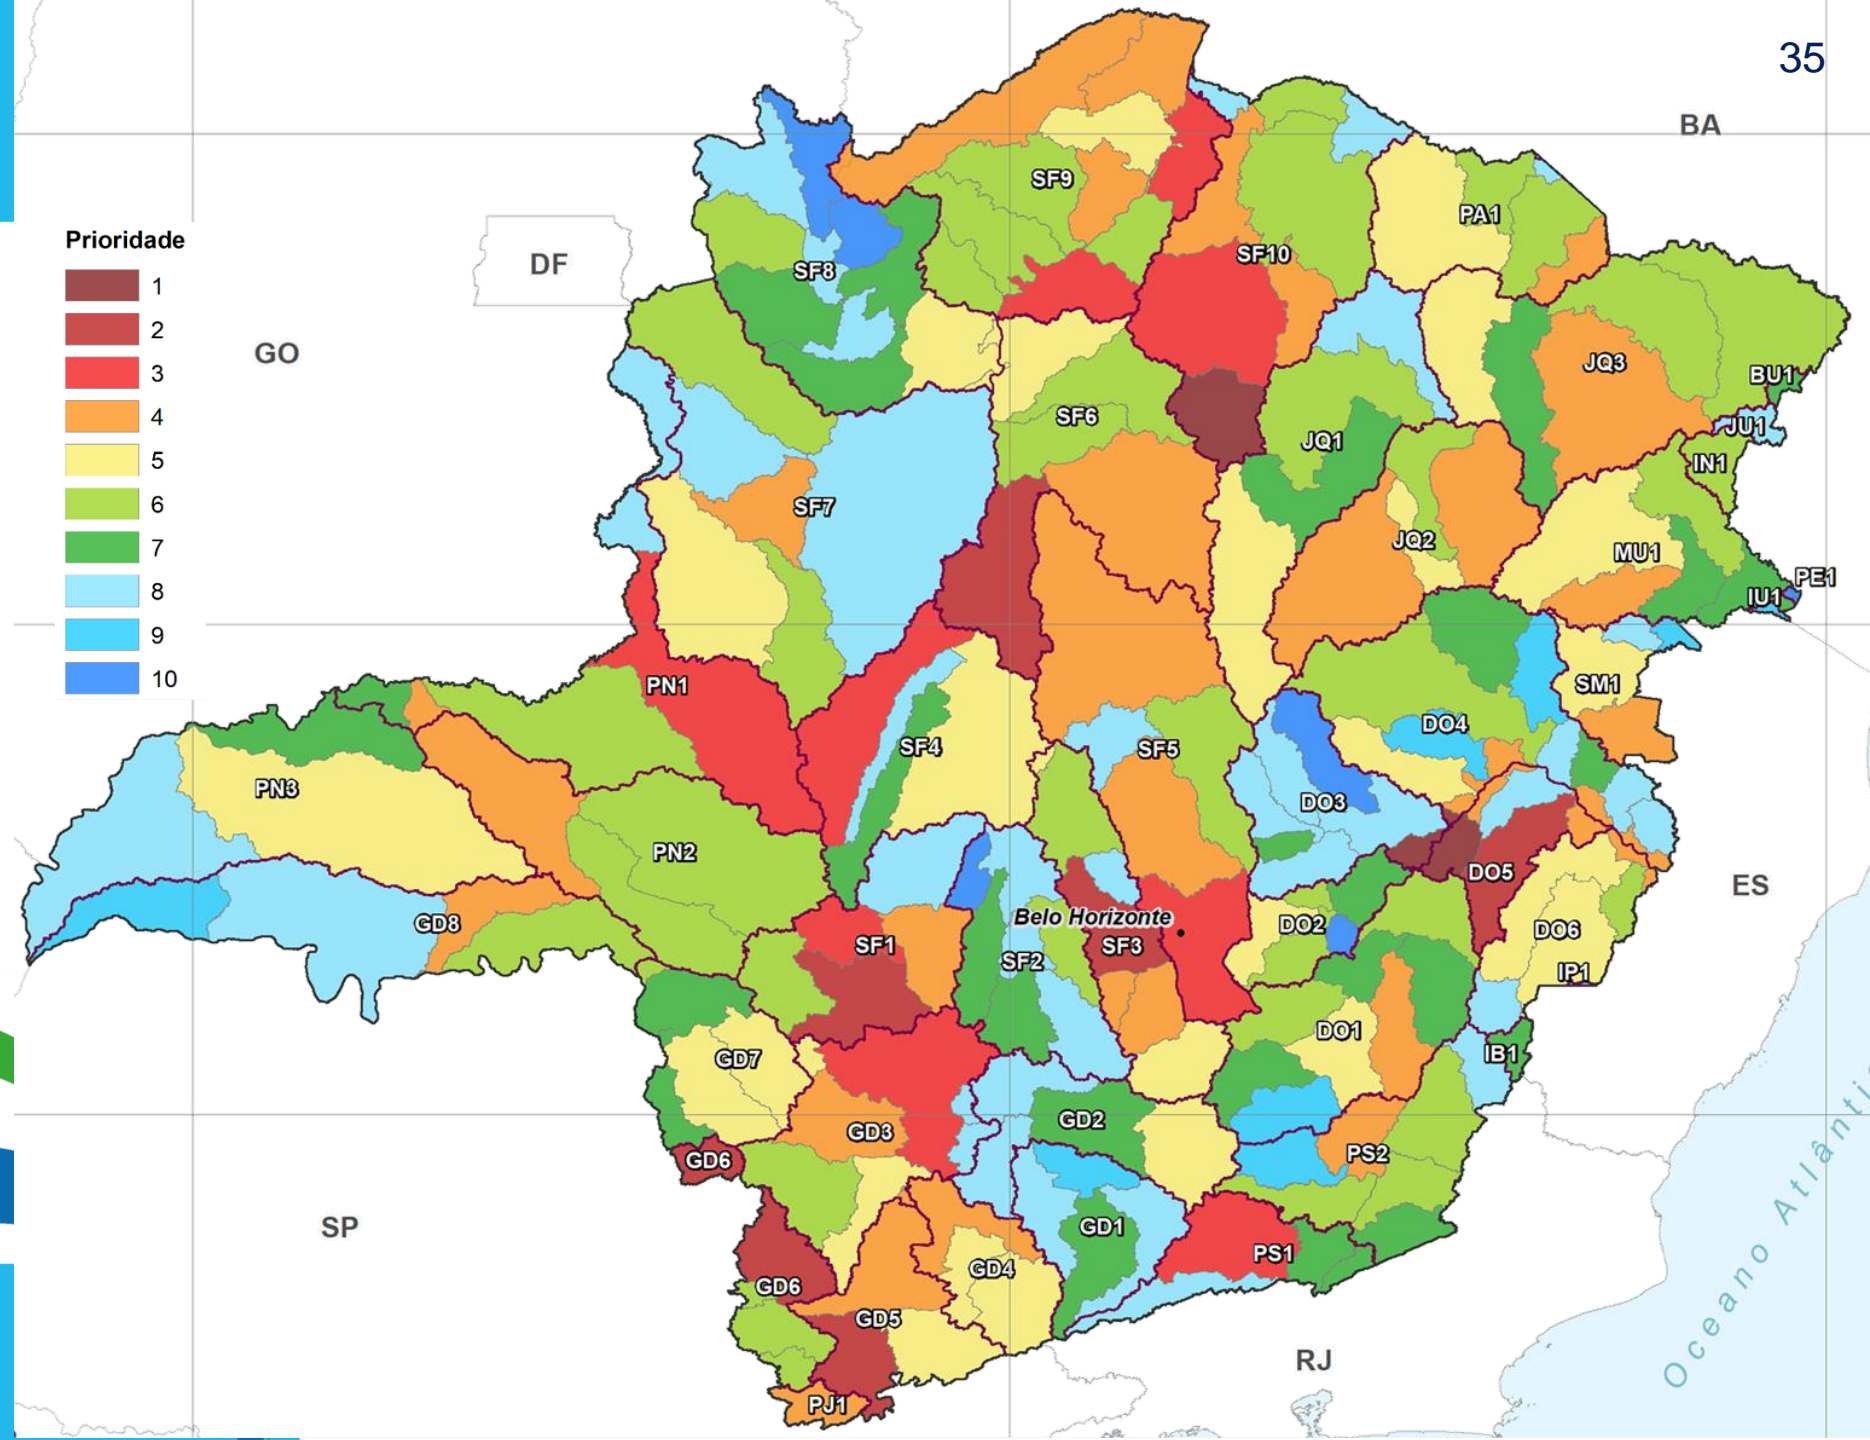 35
BA
SF9
PA1
Prioridade
DF
SF8
SF10
1
2
GO
3
JQ3
BU1
4
SF6
JU1
5
JQ1
IN1
6
SF7
JQ2
7
MU1
PE1
8
IU1
9
10
PN1
SM1
DO4
SF4
SF5
PN3
DO3
PN2
DO5
ES
Belo Horizonte
GD8
SF1
SF3
DO2
DO6
SF2
IP1
DO1
GD7
IB1
GD2
GD3
PS2
GD6
SP
GD1
PS1
GD4
GD6
GD5
RJ
PJ1
Oceano Atlânti